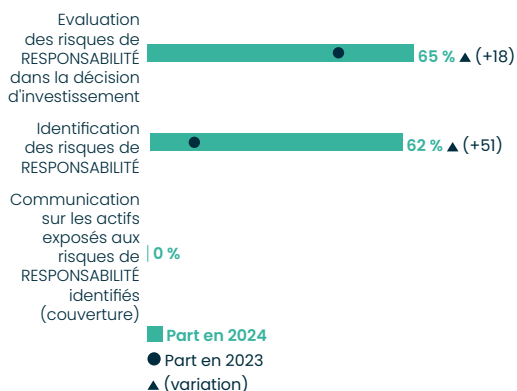 Evaluation
des risques de
RESPONSABILITÉ
dans la décision
d'investissement
65 % ▲ (+18)
Identification
des risques de
RESPONSABILITÉ
62 % ▲ (+51)
Communication
sur les actifs
exposés aux
risques de
RESPONSABILITÉ
identifiés
(couverture)
0 %
Part en 2024
Part en 2023
▲ (variation)